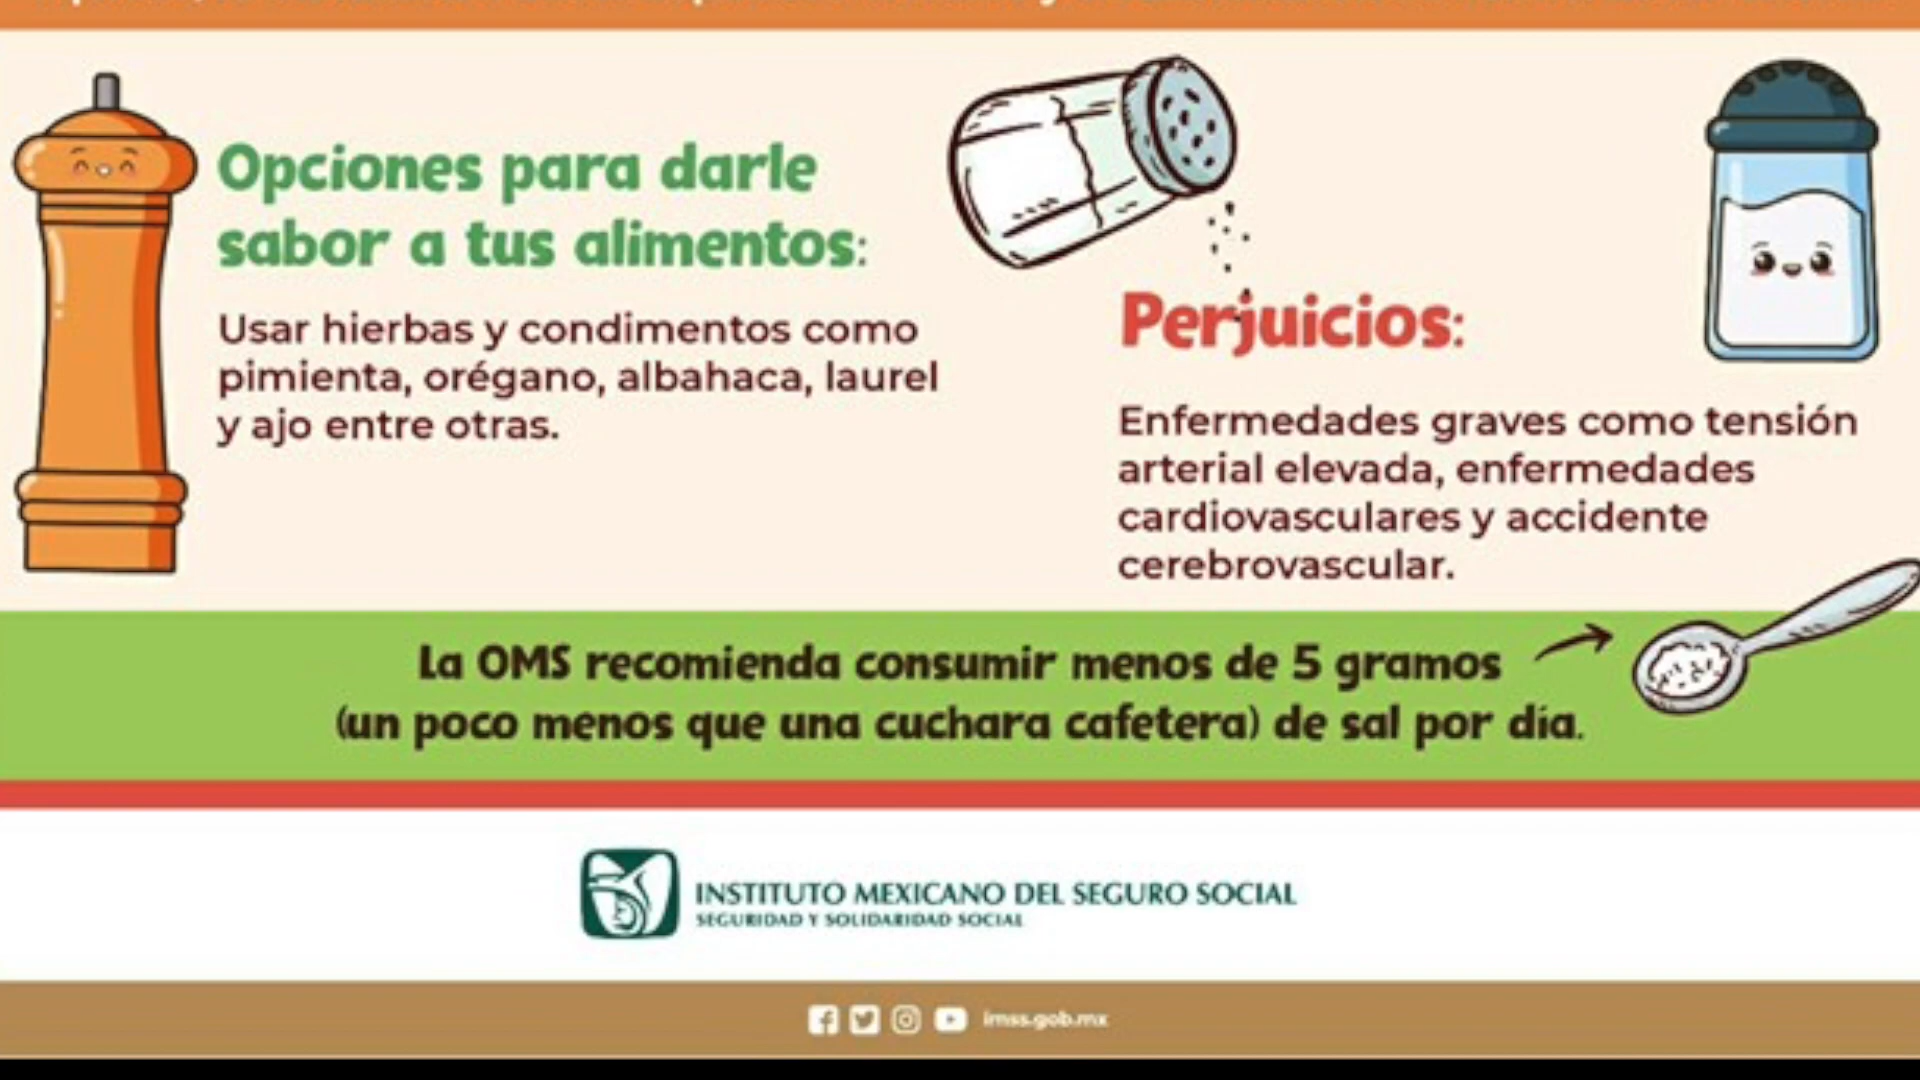 Opciones para darle
sabor a tus alimentos:
Usar hierbas y condimentos como
pimienta, orégano, albahaca, laurel
y ajo entre otras.
Perjuicios:
Enfermedades graves como tensión
arterial elevada, enfermedades
cardiovasculares y accidente
cerebrovascular.
La OMS recomienda consumir menos de 5 gramos
(un poco menos que una cuchara cafetera) de sal por día.
INSTITUTO MEXICANO DEL SEGURO SOCIAL
SEGURIDAD Y SOLIDARIDAD SOCIAL
imss.gob.mx